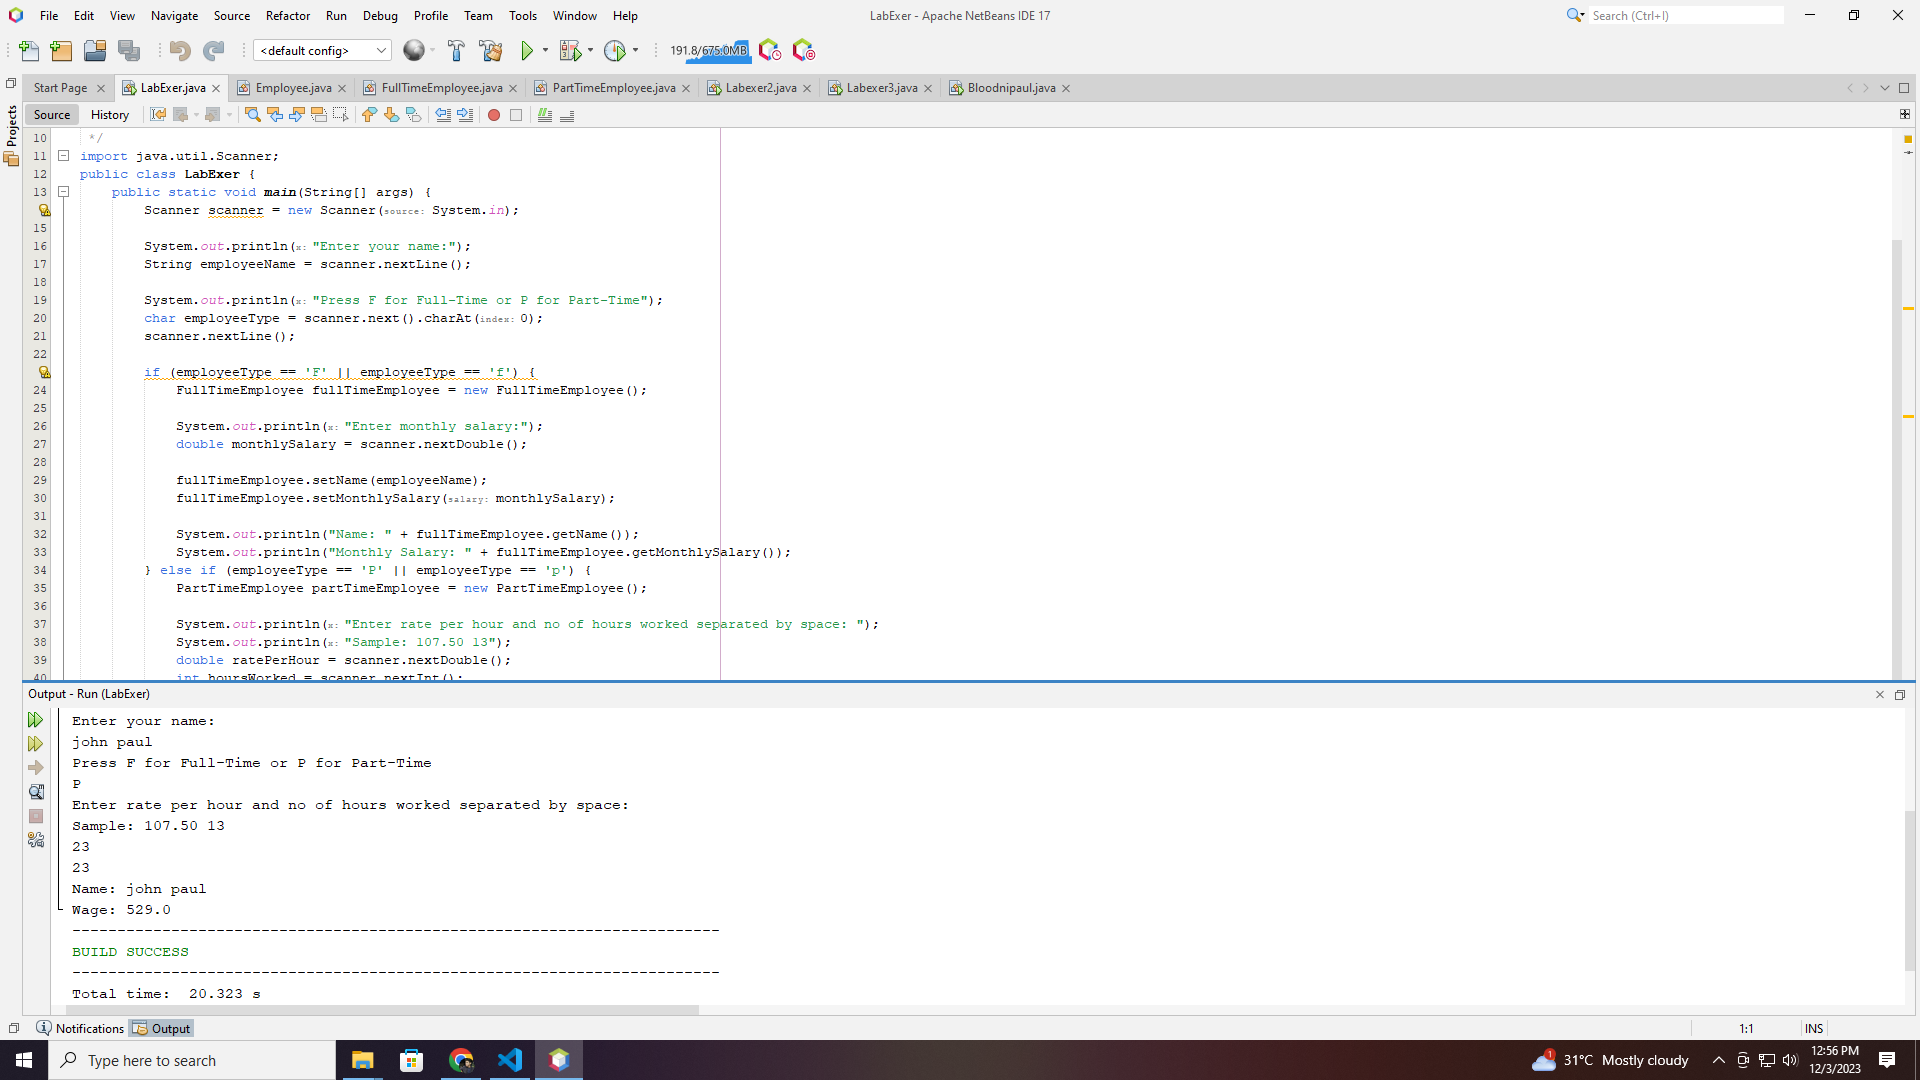 File Edit View Navigate Source Refactor Run Debug Profile Team Tools Window Help
LabExer - Apache NetBeans IDE 17
Search (Ctrl+I)
<default config>
191.8/675.0MB
Start Page
LabExer.java
Employee.java
FullTimeEmployee.java
PartTimeEmployee.java
Labexer2.java
Labexer3.java
Bloodnipaul.java
Projects
Source History
10 */
11 import java.util.Scanner;
12 public class LabExer {
13 public static void main(String[] args) {
Scanner scanner = new Scanner(source: System.in);
15
16 System.out.println(x: "Enter your name:");
17 String employeeName = scanner.nextLine();
18
19 System.out.println(x: "Press F for Full-Time or P for Part-Time");
20 char employeeType = scanner.next().charAt(index: 0);
21 scanner.nextLine();
22
if (employeeType == 'F' || employeeType == 'f') {
24 FullTimeEmployee fullTimeEmployee = new FullTimeEmployee();
25
26 System.out.println(x: "Enter monthly salary:");
27 double monthlySalary = scanner.nextDouble();
28
29 fullTimeEmployee.setName(employeeName);
30 fullTimeEmployee.setMonthlySalary(salary: monthlySalary);
31
32 System.out.println("Name: " + fullTimeEmployee.getName());
33 System.out.println("Monthly Salary: " + fullTimeEmployee.getMonthlySalary());
34 } else if (employeeType == 'P' || employeeType == 'p') {
35 PartTimeEmployee partTimeEmployee = new PartTimeEmployee();
36
37 System.out.println(x: "Enter rate per hour and no of hours worked separated by space: ");
38 System.out.println(x: "Sample: 107.50 13");
39 double ratePerHour = scanner.nextDouble();
40 int hoursWorked = scanner.nextInt();
Output - Run (LabExer)
Enter your name:
john paul
Press F for Full-Time or P for Part-Time
P
Enter rate per hour and no of hours worked separated by space:
Sample: 107.50 13
23
23
Name: john paul
Wage: 529.0
------------------------------------------------------------------------
BUILD SUCCESS
------------------------------------------------------------------------
Total time:  20.323 s
Notifications Output
1:1 INS
Type here to search
1
31°C Mostly cloudy
12:56 PM
12/3/2023